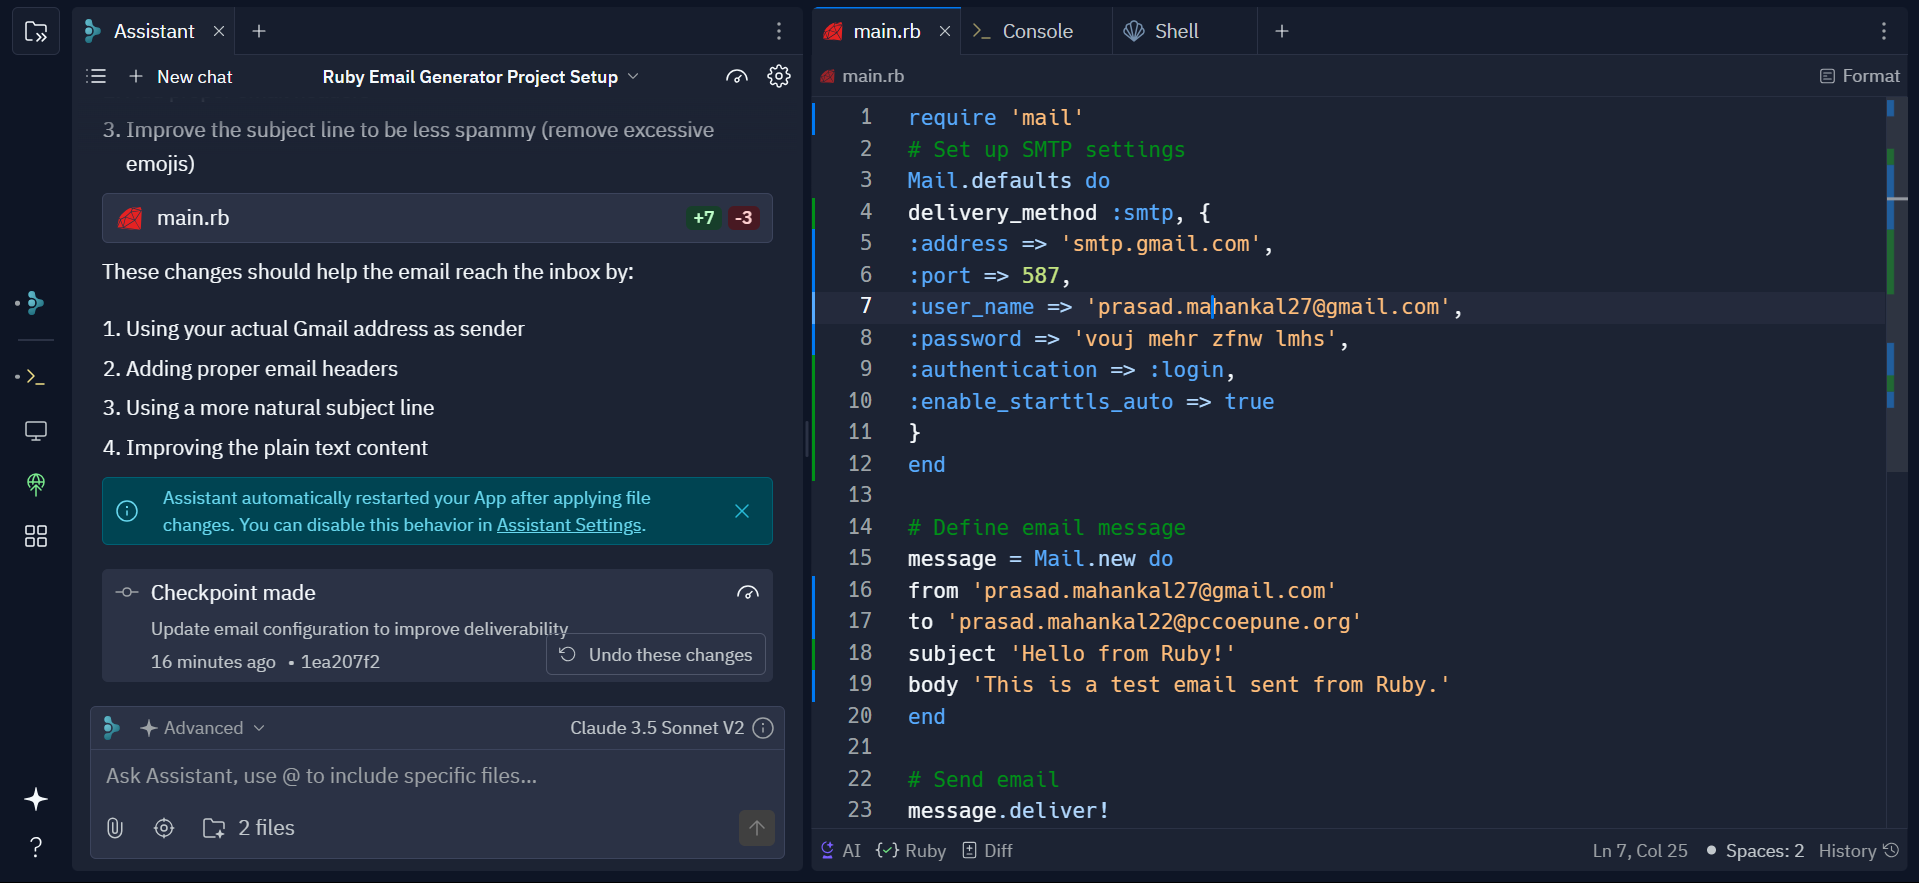 Assistant
New chat
Ruby Email Generator Project Setup
3. Improve the subject line to be less spammy (remove excessive
emojis)
main.rb +7 -3
These changes should help the email reach the inbox by:
1. Using your actual Gmail address as sender
2. Adding proper email headers
3. Using a more natural subject line
4. Improving the plain text content
Assistant automatically restarted your App after applying file
changes. You can disable this behavior in Assistant Settings.
Checkpoint made
Update email configuration to improve deliverability
16 minutes ago • 1ea207f2
Undo these changes
Advanced
Claude 3.5 Sonnet V2
Ask Assistant, use @ to include specific files...
2 files
main.rb
Console
Shell
main.rb
Format
1 require 'mail'
2 # Set up SMTP settings
3 Mail.defaults do
4 delivery_method :smtp, {
5 :address => 'smtp.gmail.com',
6 :port => 587,
7 :user_name => 'prasad.mahankal27@gmail.com',
8 :password => 'vouj mehr zfnw lmhs',
9 :authentication => :login,
10 :enable_starttls_auto => true
11 }
12 end
13
14 # Define email message
15 message = Mail.new do
16 from 'prasad.mahankal27@gmail.com'
17 to 'prasad.mahankal22@pccoepune.org'
18 subject 'Hello from Ruby!'
19 body 'This is a test email sent from Ruby.'
20 end
21
22 # Send email
23 message.deliver!
AI
Ruby
Diff
Ln 7, Col 25
Spaces: 2
History